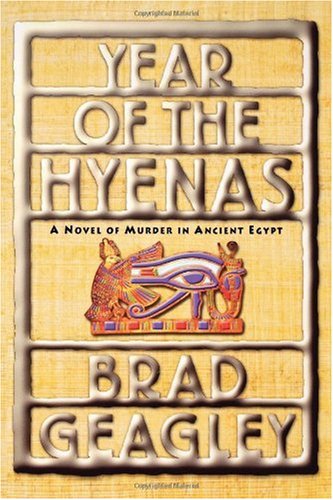 YEAR
OF THE
HYENAS
A NOVEL OF MURDER IN ANCIENT EGYPT
BRAD
GEAGLEY